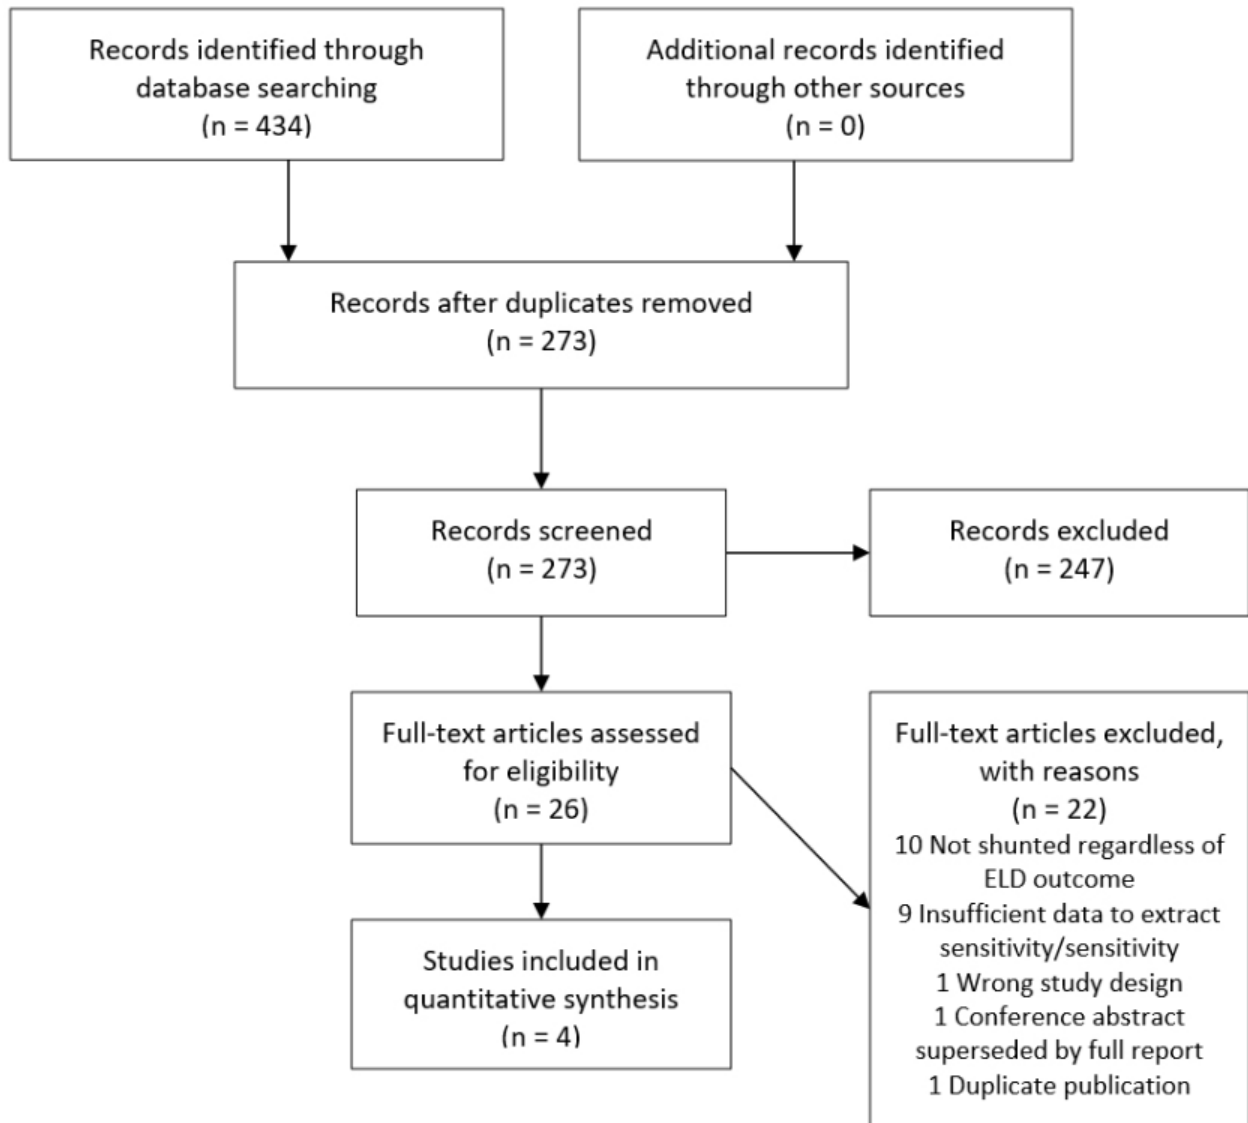 Records identified through
database searching
(n = 434)
Additional records identified
through other sources
(n = 0)
Records after duplicates removed
(n = 273)
Records screened
(n = 273)
Records excluded
(n = 247)
Full-text articles assessed
for eligibility
(n = 26)
Full-text articles excluded,
with reasons
(n = 22)
10 Not shunted regardless of
ELD outcome
9 Insufficient data to extract
sensitivity/sensitivity
1 Wrong study design
1 Conference abstract
superseded by full report
1 Duplicate publication
Studies included in
quantitative synthesis
(n = 4)